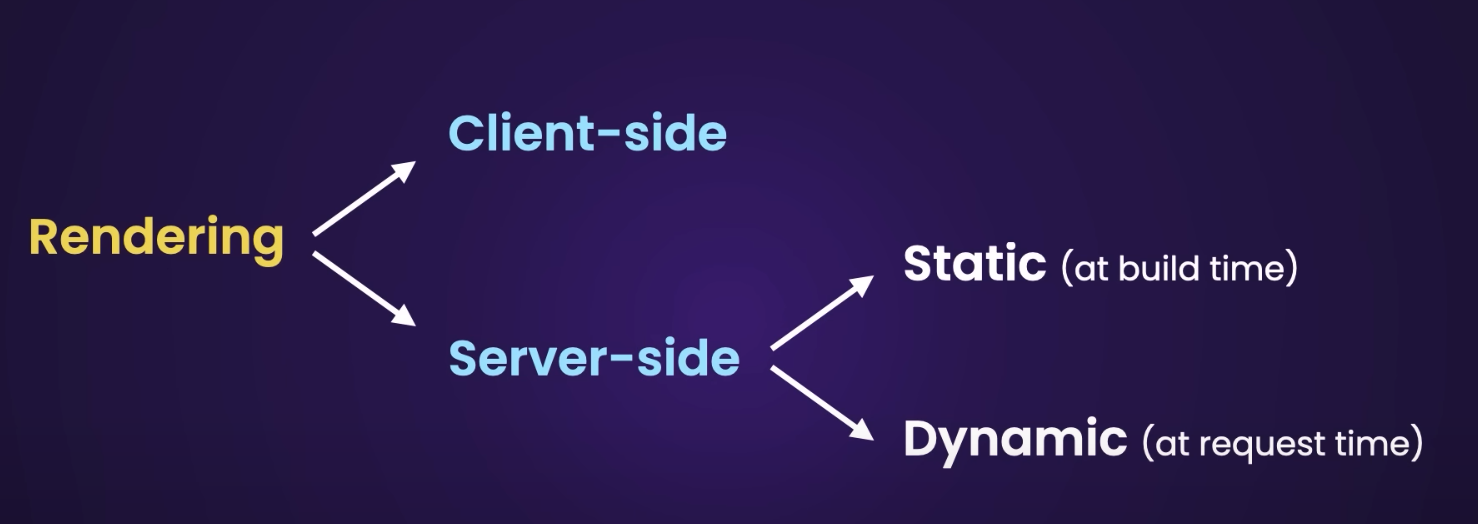 Rendering
Client-side
Server-side
Static (at build time)
Dynamic (at request time)